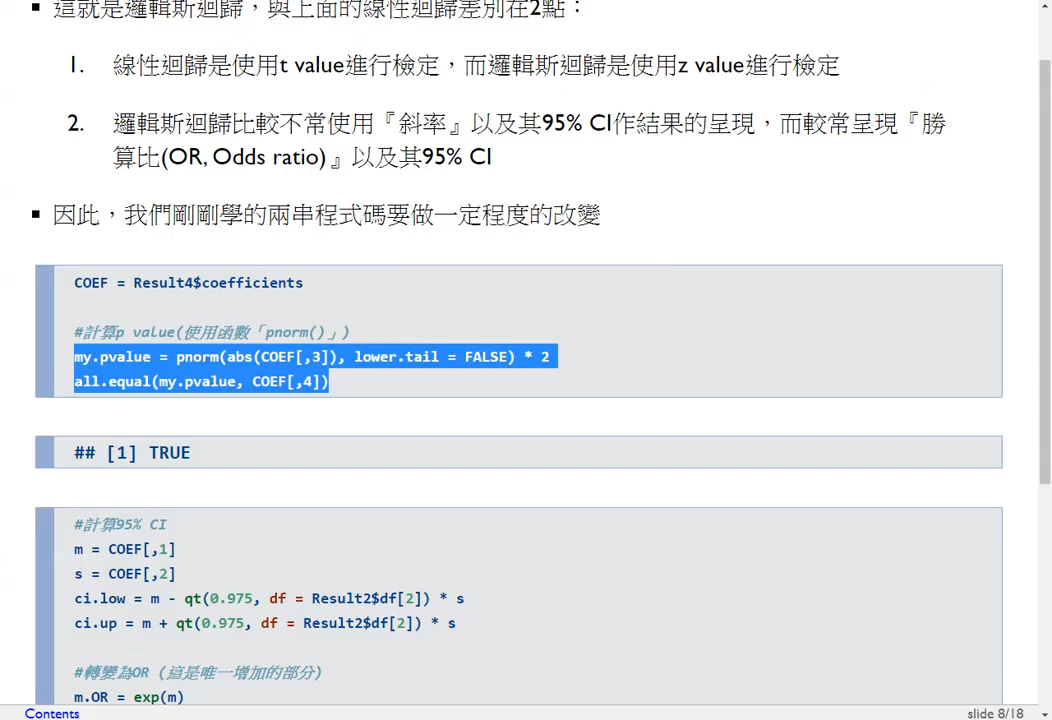 這就是邏輯斯迴歸，與上面的線性迴歸差別在2點：
1. 線性迴歸是使用t value進行檢定，而邏輯斯迴歸是使用z value進行檢定
2. 邏輯斯迴歸比較不常使用『斜率』以及其95% CI作結果的呈現，而較常呈現『勝
算比(OR, Odds ratio)』以及其95% CI
因此，我們剛剛學的兩串程式碼要做一定程度的改變
COEF = Result4$coefficients
#計算p value(使用函數「pnorm()」)
my.pvalue = pnorm(abs(COEF[,3]), lower.tail = FALSE) * 2
all.equal(my.pvalue, COEF[,4])
## [1] TRUE
#計算95% CI
m = COEF[,1]
s = COEF[,2]
ci.low = m - qt(0.975, df = Result2$df[2]) * s
ci.up = m + qt(0.975, df = Result2$df[2]) * s
#轉變為OR (這是唯一增加的部分)
m.OR = exp(m)
Contents
slide 8/18